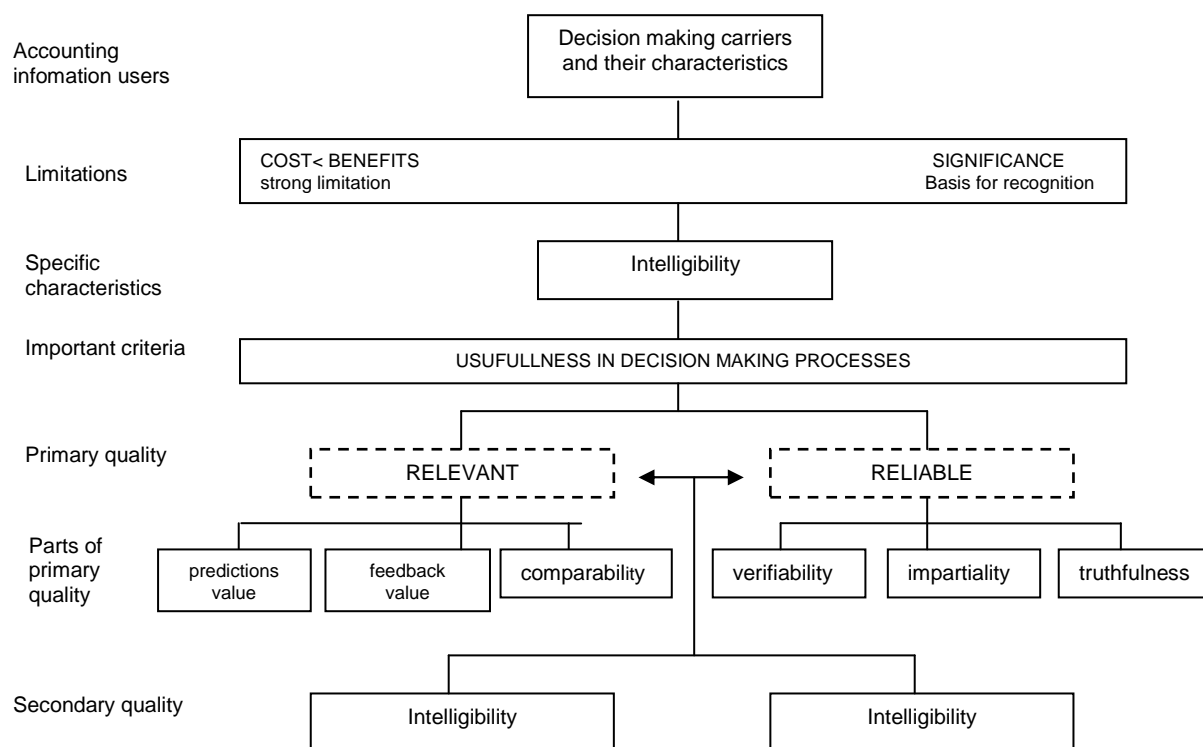 Accounting
infomation users
Decision making carriers
and their characteristics
Limitations
COST< BENEFITS
strong limitation
SIGNIFICANCE
Basis for recognition
Specific
characteristics
Intelligibility
Important criteria
USUFULLNESS IN DECISION MAKING PROCESSES
Primary quality
RELEVANT
RELIABLE
Parts of
primary
quality
predictions
value
feedback
value
comparability
verifiability
impartiality
truthfulness
Secondary quality
Intelligibility
Intelligibility